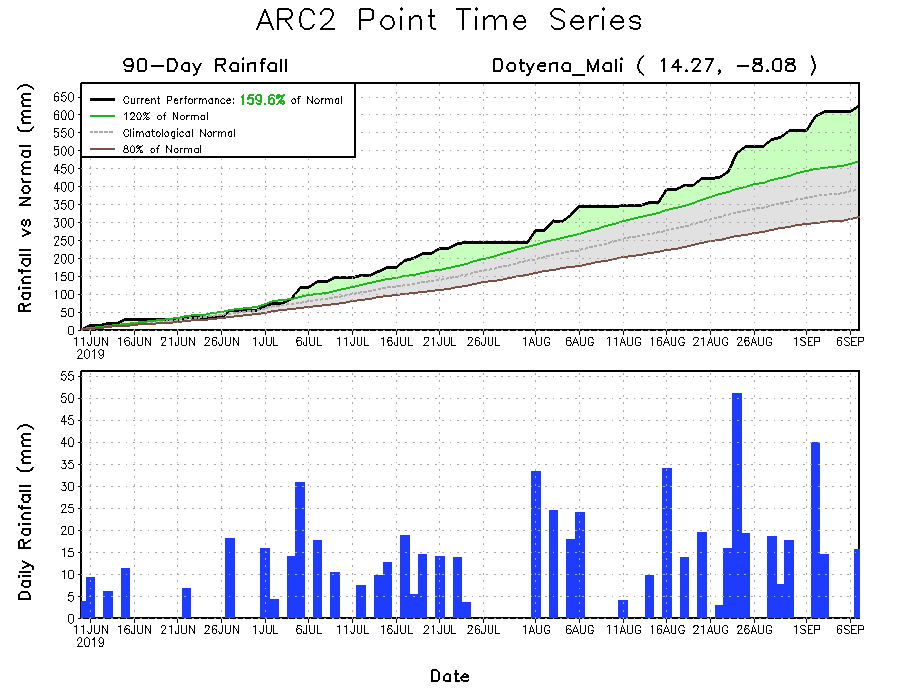 ARC2 Point Time Series
90-Day Rainfall
Dotyena_Mali ( 14.27, -8.08 )
Rainfall vs Normal (mm)
Current Performance: 159.6% of Normal
120% of Normal
Climatological Normal
80% of Normal
650
600
550
500
450
400
350
300
250
200
150
100
50
0
11JUN 16JUN 21JUN 26JUN 1JUL 6JUL 11JUL 16JUL 21JUL 26JUL 1AUG 6AUG 11AUG 16AUG 21AUG 26AUG 1SEP 6SEP
2019
Daily Rainfall (mm)
55
50
45
40
35
30
25
20
15
10
5
0
11JUN 16JUN 21JUN 26JUN 1JUL 6JUL 11JUL 16JUL 21JUL 26JUL 1AUG 6AUG 11AUG 16AUG 21AUG 26AUG 1SEP 6SEP
2019
Date